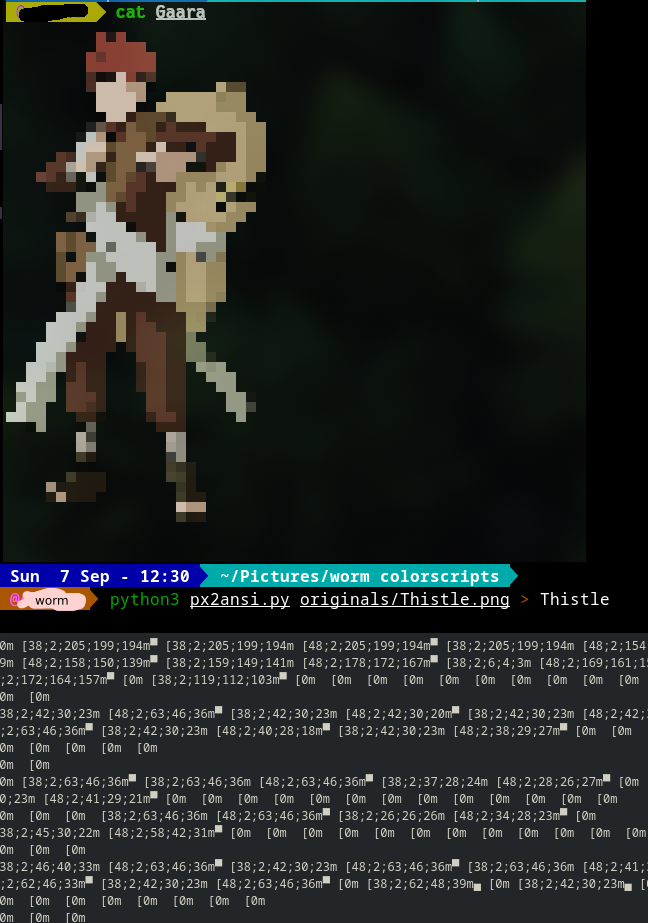 cat Gaara
Sun 7 Sep - 12:30 ~/Pictures/worm colorscripts
@ worm python3 px2ansi.py originals/Thistle.png > Thistle
0m [38;2;205;199;194m▀ [38;2;205;199;194m [48;2;205;199;194m▀ [38;2;205;199;194m [48;2;154
9m [48;2;158;150;139m▀ [38;2;159;149;141m [48;2;178;172;167m▀ [38;2;6;4;3m [48;2;169;161;15
;2;172;164;157m▀ [0m [38;2;119;112;103m▀ [0m [0m [0m [0m [0m [0m [0m [0m [0m [0m
0m [0m
38;2;42;30;23m [48;2;63;46;36m▀ [38;2;42;30;23m [48;2;42;30;20m▀ [38;2;42;30;23m [48;2;42;
;2;63;46;36m▀ [38;2;42;30;23m [48;2;40;28;18m▀ [38;2;42;30;23m [48;2;38;29;27m▀ [0m [0m
0m [0m [0m [0m [0m
0m [0m
0m [38;2;63;46;36m▀ [38;2;63;46;36m [48;2;63;46;36m▀ [38;2;37;28;24m [48;2;28;26;27m▀ [0m
0;23m [48;2;41;29;21m▀ [0m [0m [0m [0m [0m [0m [0m [0m [0m [0m [0m [0m
0m [0m [0m [38;2;63;46;36m [48;2;63;46;36m▀ [38;2;26;26;26m [48;2;34;28;23m▀ [0m
38;2;45;30;22m [48;2;58;42;31m▀ [0m [0m [0m [0m [0m [0m [0m [0m [0m [0m [0m
0m [0m [0m
38;2;46;40;33m [48;2;63;46;36m▀ [38;2;42;30;23m [48;2;63;46;36m▀ [38;2;63;46;36m [48;2;41;
;2;62;46;33m▀ [38;2;42;30;23m [48;2;63;46;36m▀ [0m [38;2;62;48;39m▄ [0m [38;2;42;30;23m▄ [0m
0m [0m [0m [0m [0m [0m [0m [0m
0m [0m [0m